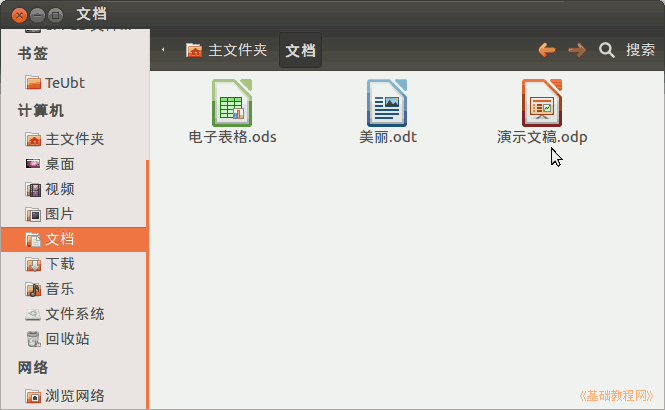 文档
书签
TeUbt
计算机
主文件夹
桌面
视频
图片
文档
下载
音乐
文件系统
回收站
网络
浏览网络
主文件夹 文档 搜索
电子表格.ods 美丽.odt 演示文稿.odp
《基础教程网》